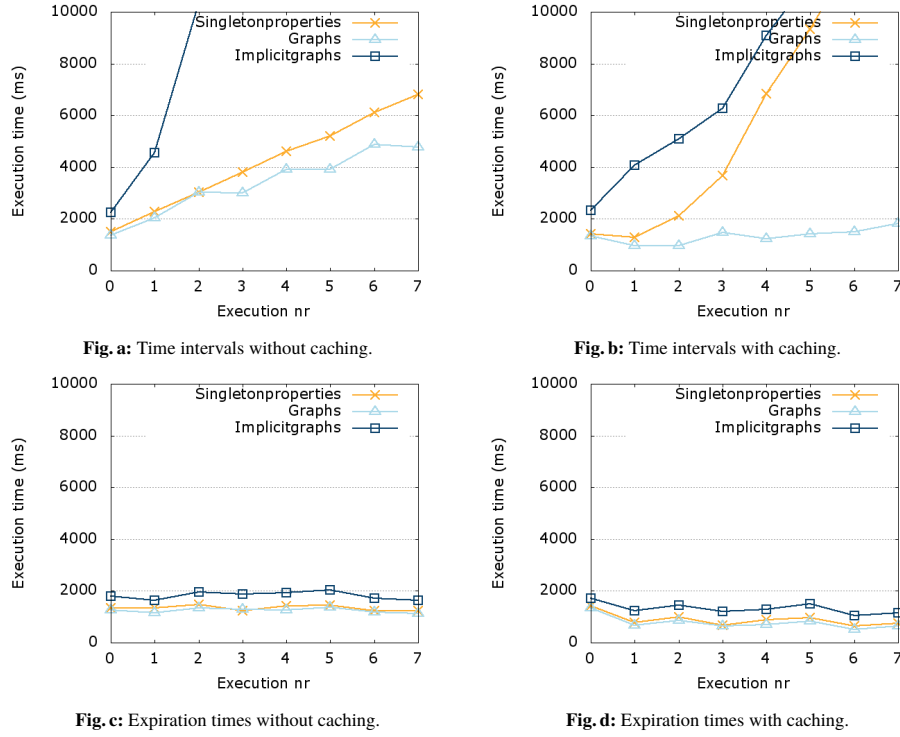 10000
8000
6000
4000
2000
0
Execution time (ms)
Singletonproperties
Graphs
Implicitgraphs
0 1 2 3 4 5 6 7
Execution nr
Fig. a: Time intervals without caching.
10000
8000
6000
4000
2000
0
Execution time (ms)
Singletonproperties
Graphs
Implicitgraphs
0 1 2 3 4 5 6 7
Execution nr
Fig. b: Time intervals with caching.
10000
8000
6000
4000
2000
0
Execution time (ms)
Singletonproperties
Graphs
Implicitgraphs
0 1 2 3 4 5 6 7
Execution nr
Fig. c: Expiration times without caching.
10000
8000
6000
4000
2000
0
Execution time (ms)
Singletonproperties
Graphs
Implicitgraphs
0 1 2 3 4 5 6 7
Execution nr
Fig. d: Expiration times with caching.